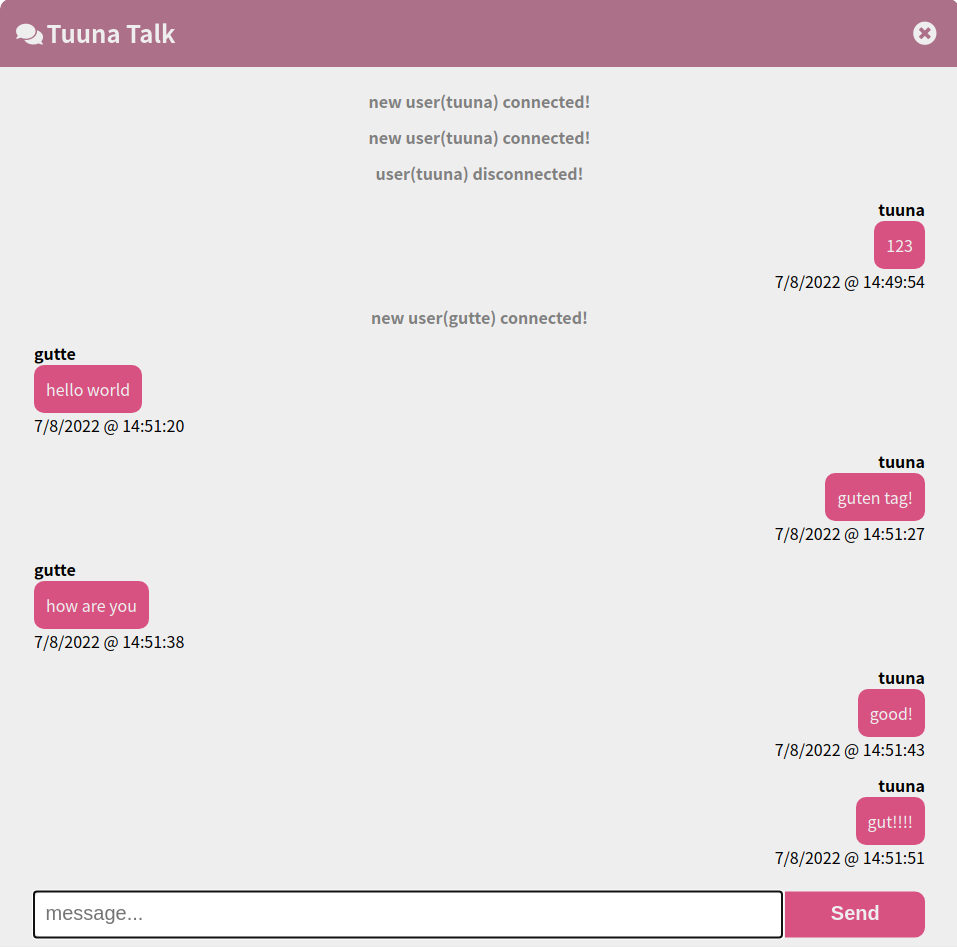 Tuuna Talk
new user(tuuna) connected!
new user(tuuna) connected!
user(tuuna) disconnected!
tuuna
123
7/8/2022 @ 14:49:54
new user(gutte) connected!
gutte
hello world
7/8/2022 @ 14:51:20
tuuna
guten tag!
7/8/2022 @ 14:51:27
gutte
how are you
7/8/2022 @ 14:51:38
tuuna
good!
7/8/2022 @ 14:51:43
tuuna
gut!!!!
7/8/2022 @ 14:51:51
message... Send